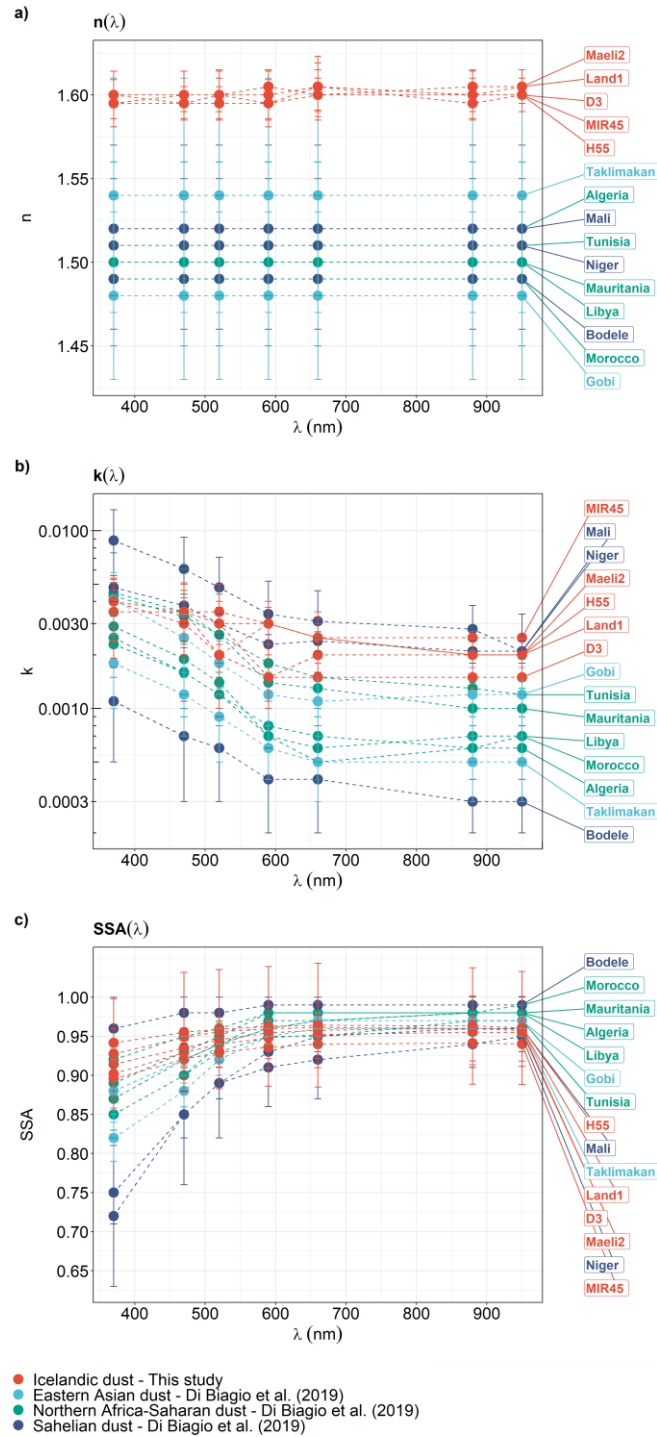 a)
n(λ)
1.60
1.55
1.50
1.45
n
400 500 600 700 800 900
λ (nm)
Maeli2
Land1
D3
MIR45
H55
Taklimakan
Algeria
Mali
Tunisia
Niger
Mauritania
Libya
Bodele
Morocco
Gobi
b)
k(λ)
0.0100
0.0030
0.0010
0.0003
k
400 500 600 700 800 900
λ (nm)
MIR45
Mali
Niger
Maeli2
H55
Land1
D3
Gobi
Tunisia
Mauritania
Libya
Morocco
Algeria
Taklimakan
Bodele
c)
SSA(λ)
1.00
0.95
0.90
0.85
0.80
0.75
0.70
0.65
SSA
400 500 600 700 800 900
λ (nm)
Bodele
Morocco
Mauritania
Algeria
Libya
Gobi
Tunisia
H55
Mali
Taklimakan
Land1
D3
Maeli2
Niger
MIR45
Icelandic dust - This study
Eastern Asian dust - Di Biagio et al. (2019)
Northern Africa-Saharan dust - Di Biagio et al. (2019)
Sahelian dust - Di Biagio et al. (2019)